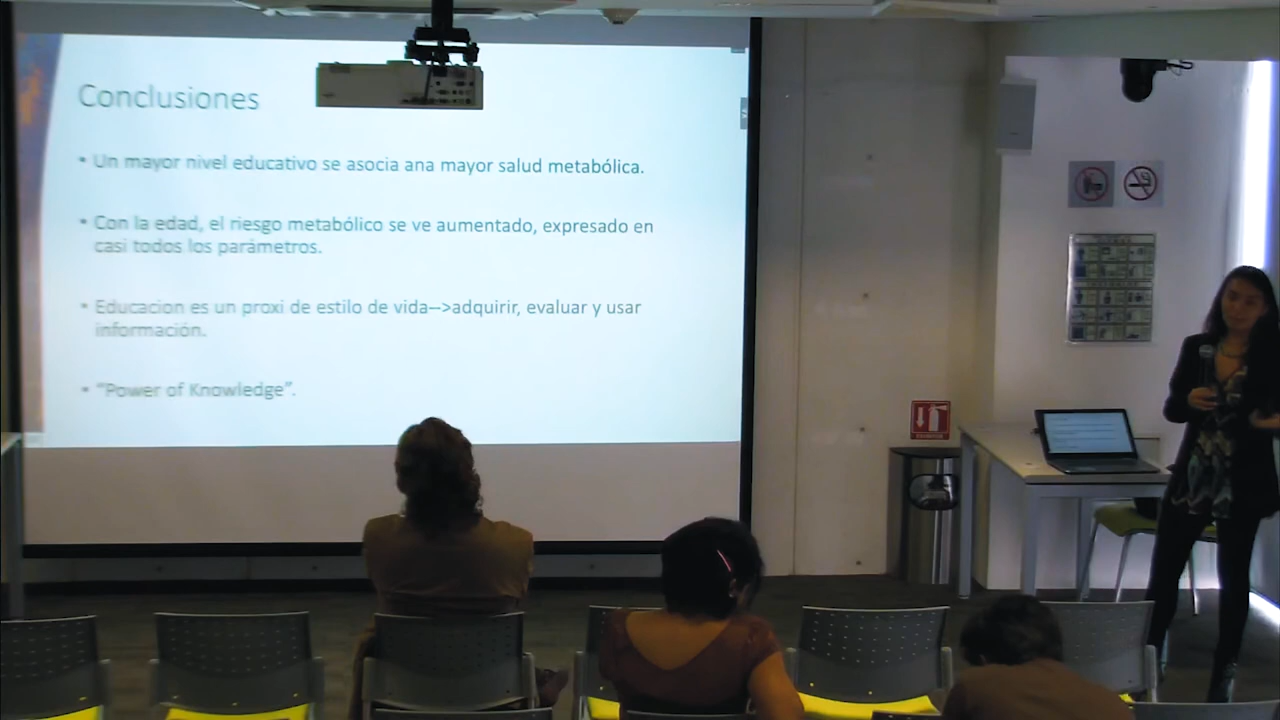 Conclusiones
• Un mayor nivel educativo se asocia ana mayor salud metabólica.
• Con la edad, el riesgo metabólico se ve aumentado, expresado en
casi todos los parámetros.
• Educacion es un proxi de estilo de vida-->adquirir, evaluar y usar
información.
• "Power of Knowledge".